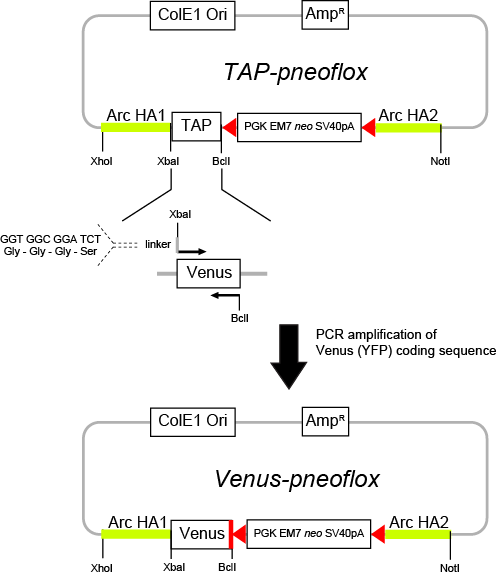 ColE1 Ori
Amp^R
TAP-pneoflox
Arc HA1
TAP
PGK EM7 neo SV40pA
Arc HA2
XhoI
XbaI
BclI
NotI
XbaI
GGT GGC GGA TCT
Gly - Gly - Gly - Ser
linker
Venus
BclI
PCR amplification of
Venus (YFP) coding sequence
ColE1 Ori
Amp^R
Venus-pneoflox
Arc HA1
Venus
PGK EM7 neo SV40pA
Arc HA2
XhoI
XbaI
BclI
NotI